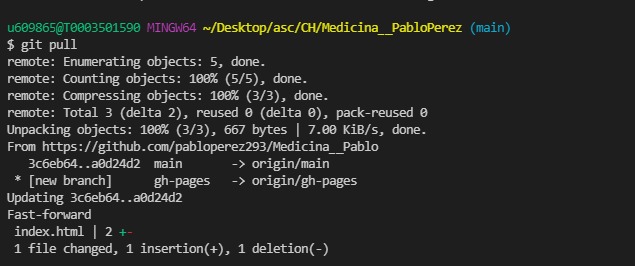 u609865@T0003501590 MINGW64 ~/Desktop/asc/CH/Medicina__PabloPerez (main)
$ git pull
remote: Enumerating objects: 5, done.
remote: Counting objects: 100% (5/5), done.
remote: Compressing objects: 100% (3/3), done.
remote: Total 3 (delta 2), reused 0 (delta 0), pack-reused 0
Unpacking objects: 100% (3/3), 667 bytes | 7.00 KiB/s, done.
From https://github.com/pabloperez293/Medicina__Pablo
   3c6eb64..a0d24d2  main       -> origin/main
 * [new branch]      gh-pages   -> origin/gh-pages
Updating 3c6eb64..a0d24d2
Fast-forward
 index.html | 2 +-
 1 file changed, 1 insertion(+), 1 deletion(-)